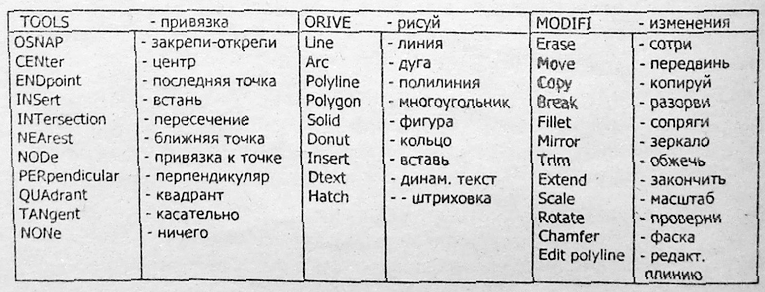 TOOLS - привязка ORIVE - рисуй MODIFI - изменения
OSNAP - закрепи-открепи Line - линия Erase - сотри
CENter - центр Arc - дуга Move - передвинь
ENDpoint - последняя точка Polyline - полилиния Copy - копируй
INSert - встань Polygon - многоугольник Break - разорви
INTersection - пересечение Solid - фигура Fillet - сопряги
NEArest - ближняя точка Donut - кольцо Mirror - зеркало
NODe - привязка к точке Insert - вставь Trim - обжечь
PERpendicular - перпендикуляр Dtext - динам. текст Extend - закончить
QUAdrant - квадрант Hatch - - штриховка Scale - масштаб
TANgent - касательно Rotate - проверни
NONe - ничего Chamfer - фаска
Edit polyline - редакт.
плинию